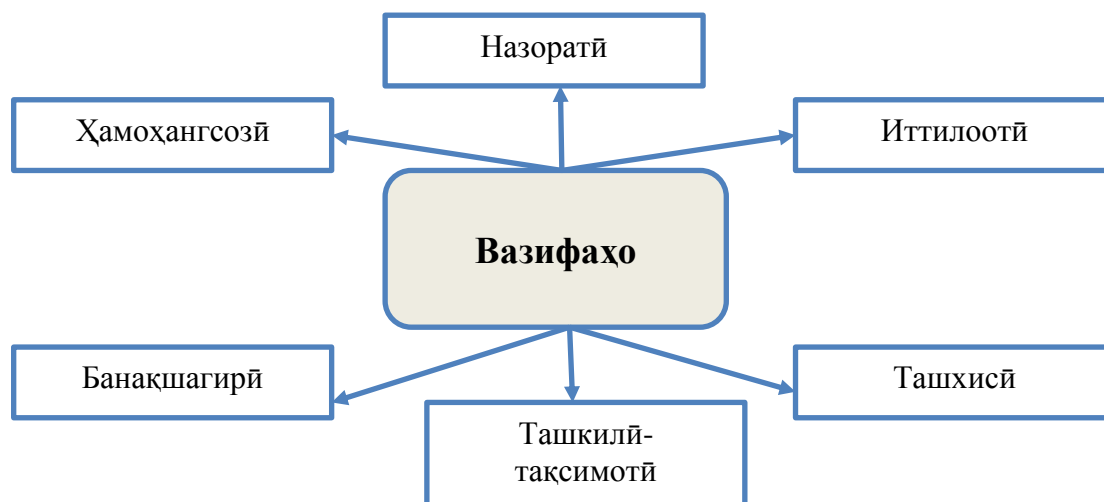 Назоратӣ
Ҳамоҳангсозӣ
Иттилоотӣ
Вазифаҳо
Банақшагирӣ
Ташхисӣ
Ташкилӣ-
тақсимотӣ